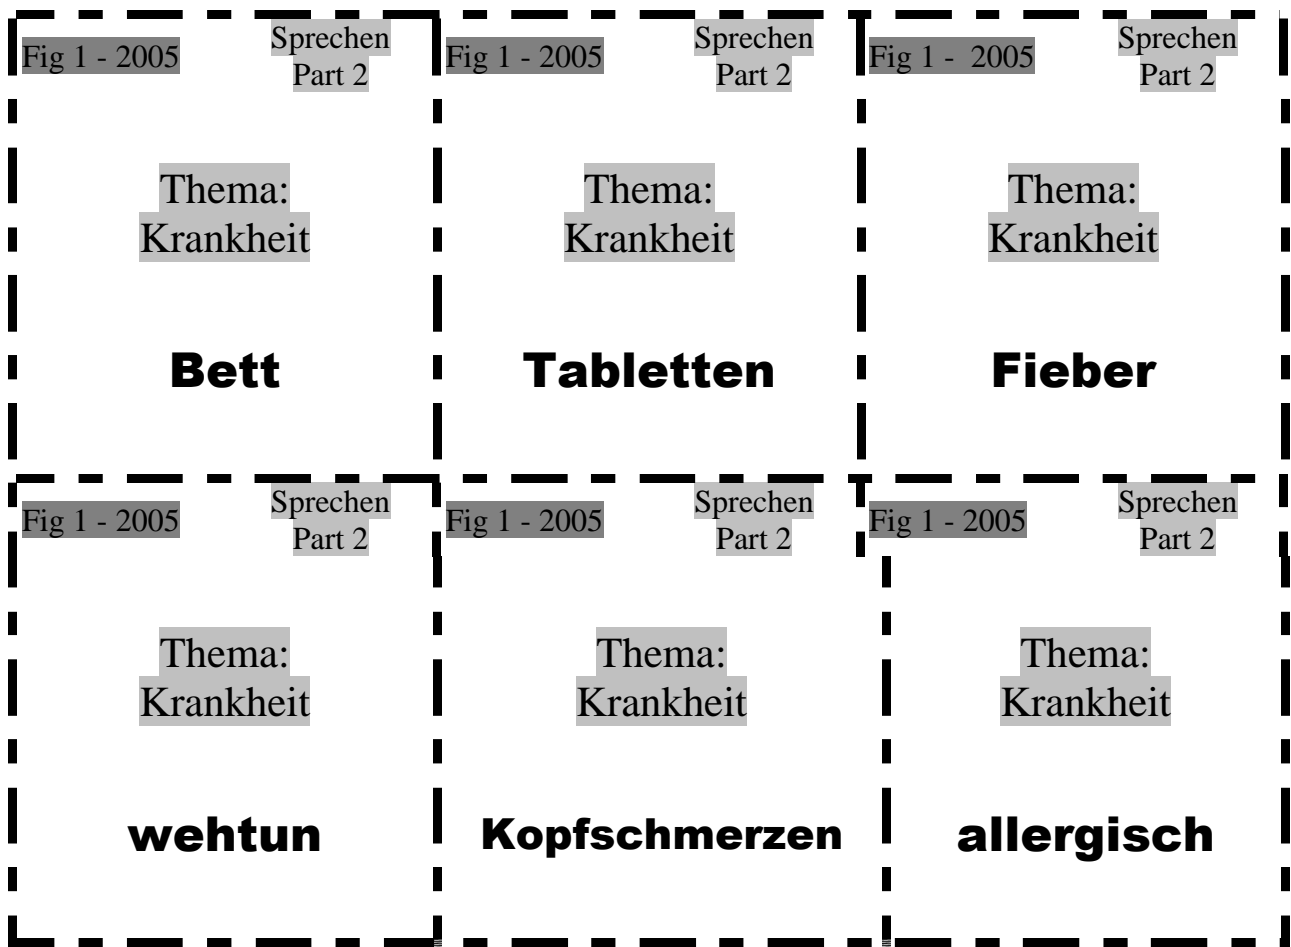 Fig 1 - 2005
Sprechen
Part 2
Thema:
Krankheit
Bett
Fig 1 - 2005
Sprechen
Part 2
Thema:
Krankheit
Tabletten
Fig 1 -  2005
Sprechen
Part 2
Thema:
Krankheit
Fieber
Fig 1 - 2005
Sprechen
Part 2
Thema:
Krankheit
wehtun
Fig 1 - 2005
Sprechen
Part 2
Thema:
Krankheit
Kopfschmerzen
Fig 1 - 2005
Sprechen
Part 2
Thema:
Krankheit
allergisch